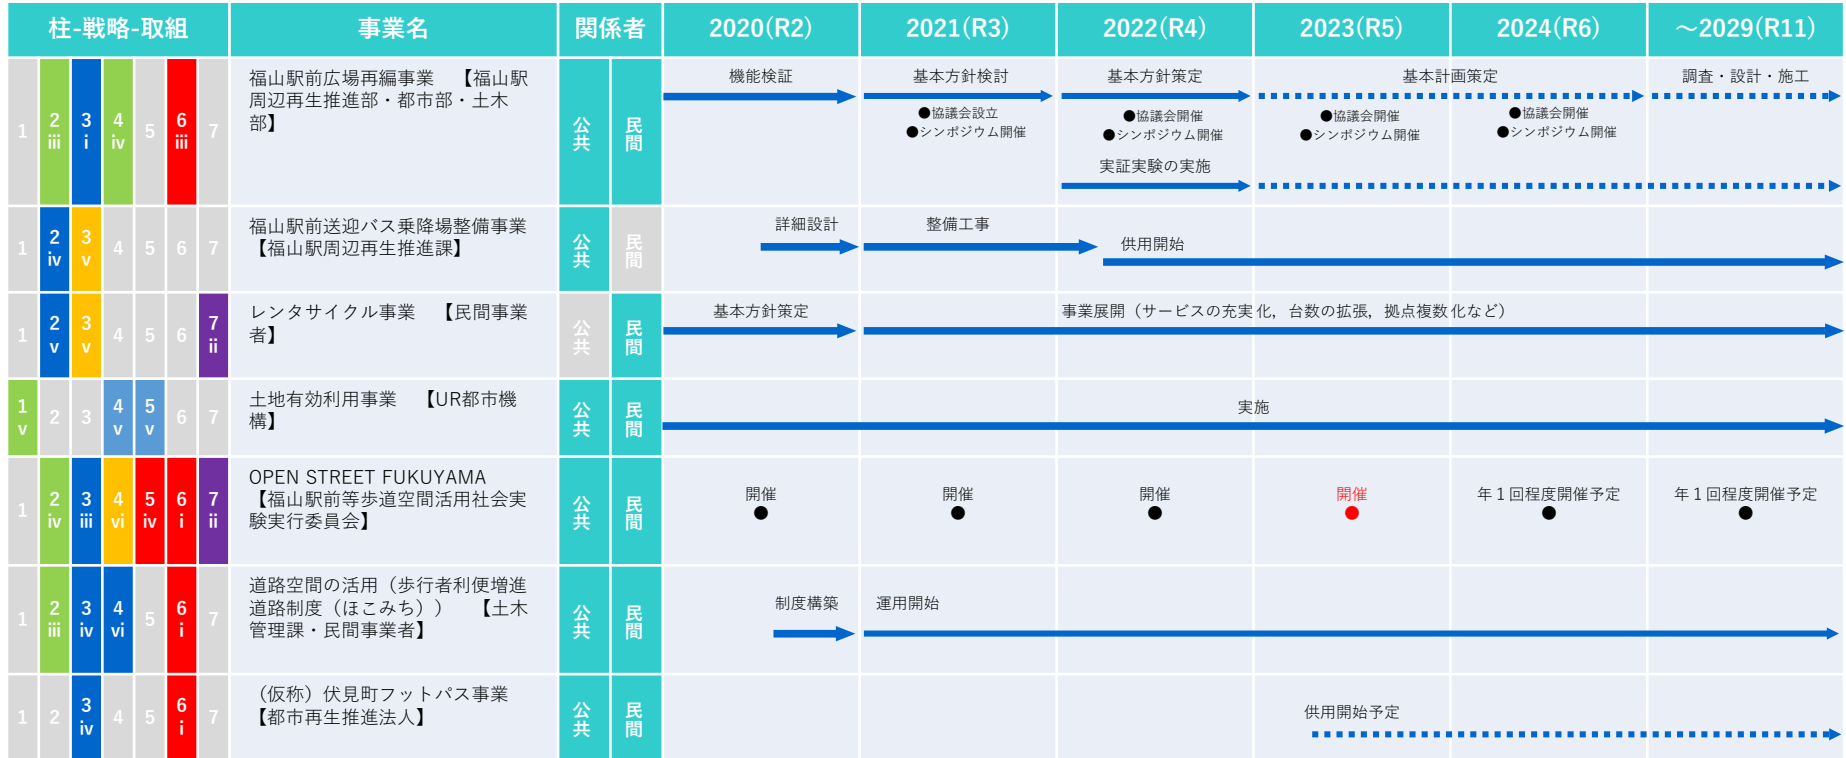 柱-戦略-取組 事業名 関係者 2020(R2) 2021(R3) 2022(R4) 2023(R5) 2024(R6) ～2029(R11)
1 2 iii 3 i 4 iv 5 6 iii 7
福山駅前広場再編事業　【福山駅
周辺再生推進部・都市部・土木
部】
公共 民間
機能検証 基本方針検討 基本方針策定 基本計画策定 調査・設計・施工
●協議会設立 ●協議会開催 ●協議会開催 ●協議会開催
●シンポジウム開催 ●シンポジウム開催 ●シンポジウム開催 ●シンポジウム開催
実証実験の実施
1 2 iv 3 v 4 5 6 7
福山駅前送迎バス乗降場整備事業
【福山駅周辺再生推進課】
公共 民間
詳細設計 整備工事 供用開始
1 2 v 3 v 4 5 6 7 ii
レンタサイクル事業　【民間事業
者】
公共 民間
基本方針策定 事業展開（サービスの充実化，台数の拡張，拠点複数化など）
1 v 2 3 4 v 5 v 6 7
土地有効利用事業　【UR都市機
構】
公共 民間
実施
1 2 iv 3 iii 4 vi 5 iv 6 i 7 ii
OPEN STREET FUKUYAMA
【福山駅前等歩道空間活用社会実
験実行委員会】
公共 民間
開催 開催 開催 開催 年１回程度開催予定 年１回程度開催予定
● ● ● ● ● ●
1 2 iii 3 iv 4 vi 5 6 i 7
道路空間の活用（歩行者利便増進
道路制度（ほこみち））　【土木
管理課・民間事業者】
公共 民間
制度構築 運用開始
1 2 3 iv 4 5 6 i 7
（仮称）伏見町フットパス事業
【都市再生推進法人】
公共 民間
供用開始予定